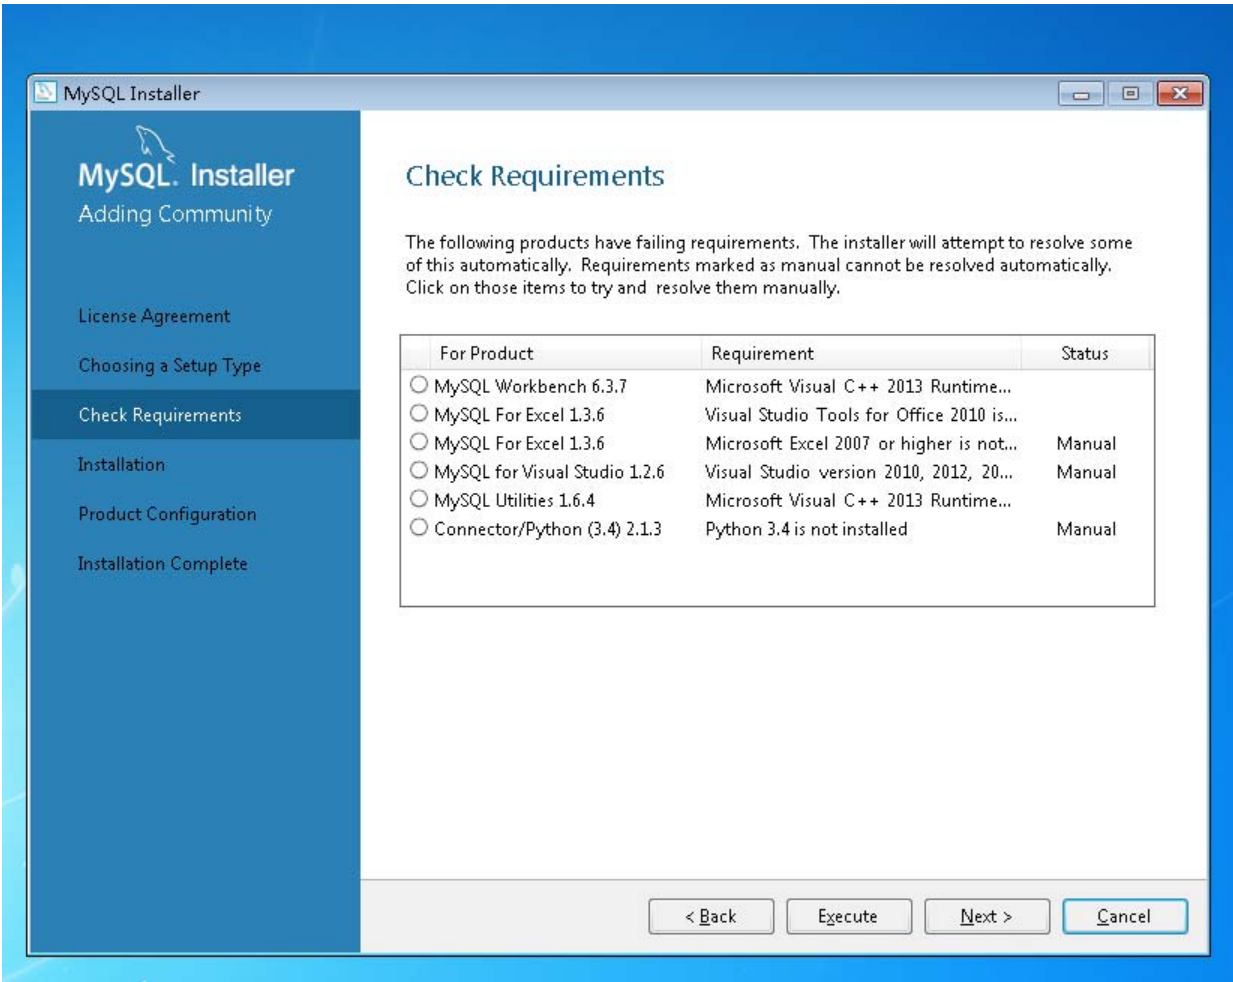 MySQL Installer
MySQL. Installer
Adding Community
License Agreement
Choosing a Setup Type
Check Requirements
Installation
Product Configuration
Installation Complete
Check Requirements
The following products have failing requirements. The installer will attempt to resolve some
of this automatically. Requirements marked as manual cannot be resolved automatically.
Click on those items to try and resolve them manually.
For Product Requirement Status
MySQL Workbench 6.3.7 Microsoft Visual C++ 2013 Runtime...
MySQL For Excel 1.3.6 Visual Studio Tools for Office 2010 is...
MySQL For Excel 1.3.6 Microsoft Excel 2007 or higher is not... Manual
MySQL for Visual Studio 1.2.6 Visual Studio version 2010, 2012, 20... Manual
MySQL Utilities 1.6.4 Microsoft Visual C++ 2013 Runtime...
Connector/Python (3.4) 2.1.3 Python 3.4 is not installed Manual
< Back Execute Next > Cancel